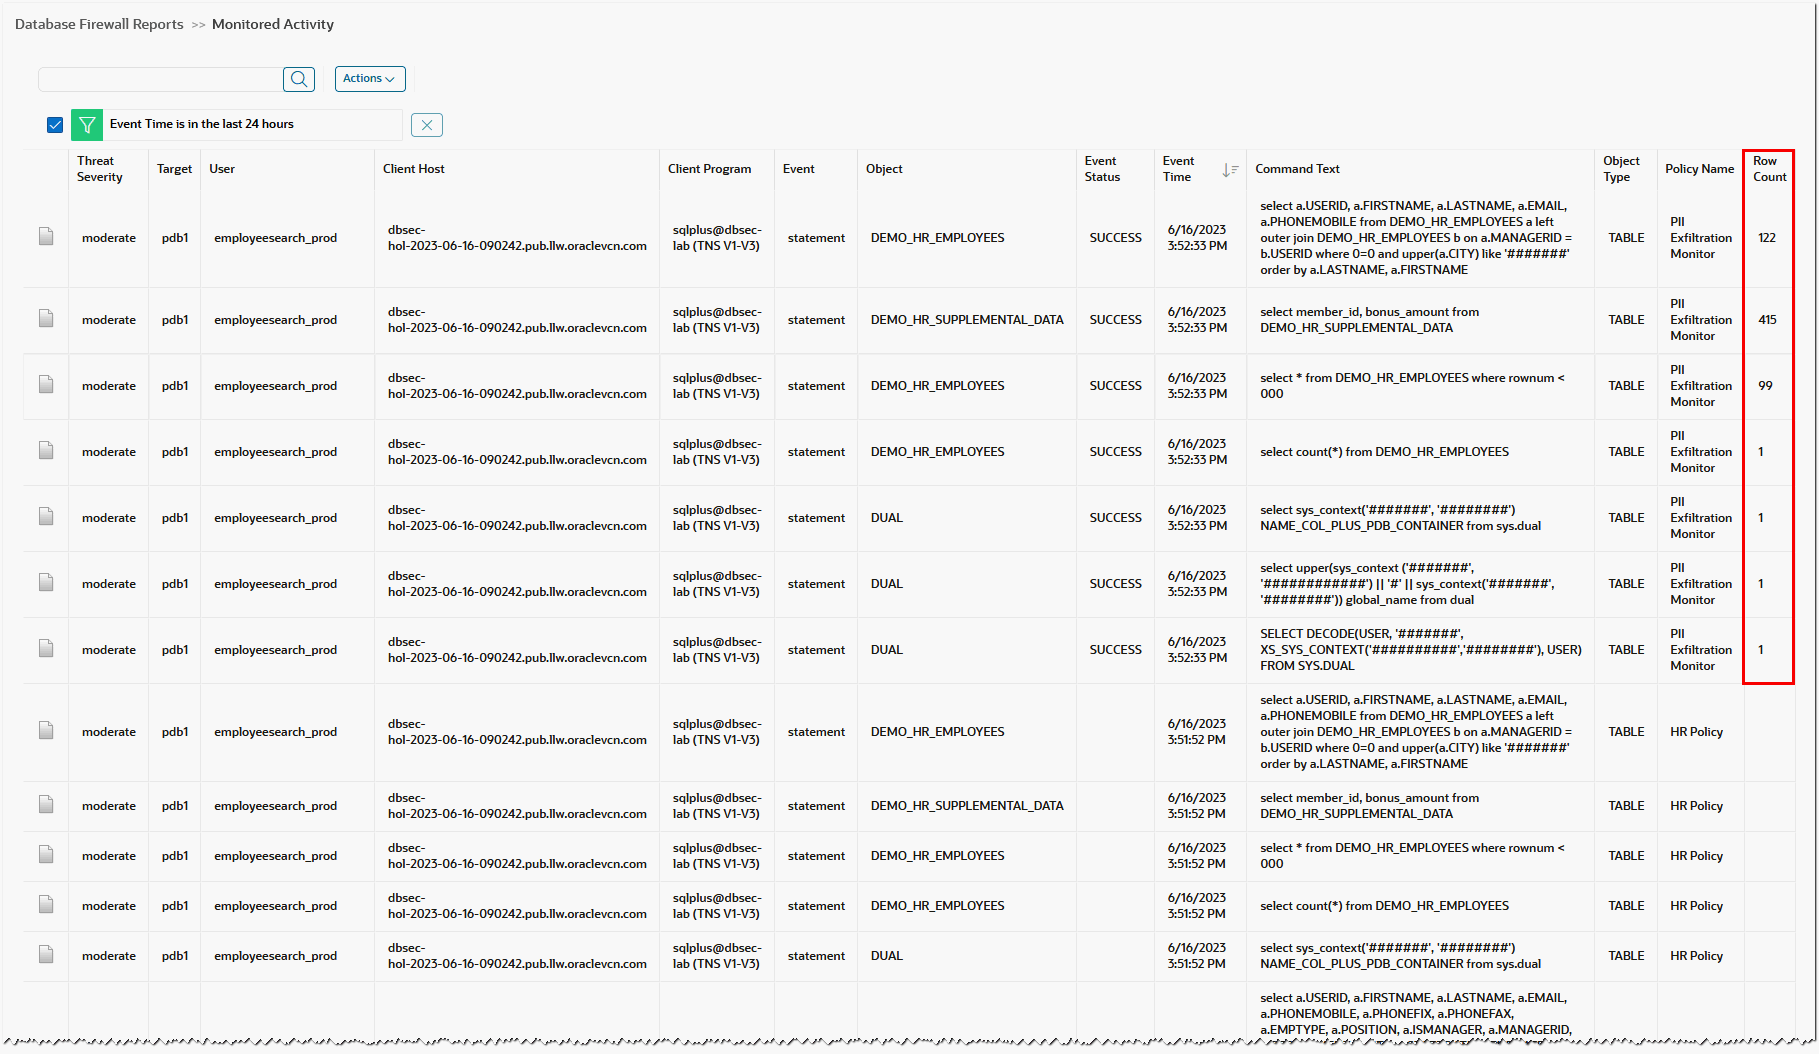 Database Firewall Reports >> Monitored Activity
Actions
Event Time is in the last 24 hours
Threat Severity Target User Client Host Client Program Event Object Event Status Event Time Command Text Object Type Policy Name Row Count
moderate pdb1 employeesearch_prod dbsec-hol-2023-06-16-090242.pub.llw.oraclevcn.com sqlplus@dbsec-lab (TNS V1-V3) statement DEMO_HR_EMPLOYEES SUCCESS 6/16/2023 3:52:33 PM select a.USERID, a.FIRSTNAME, a.LASTNAME, a.EMAIL, a.PHONEMOBILE from DEMO_HR_EMPLOYEES a left outer join DEMO_HR_EMPLOYEES b on a.MANAGERID = b.USERID where 0=0 and upper(a.CITY) like '#######' order by a.LASTNAME, a.FIRSTNAME TABLE PII Exfiltration Monitor 122
moderate pdb1 employeesearch_prod dbsec-hol-2023-06-16-090242.pub.llw.oraclevcn.com sqlplus@dbsec-lab (TNS V1-V3) statement DEMO_HR_SUPPLEMENTAL_DATA SUCCESS 6/16/2023 3:52:33 PM select member_id, bonus_amount from DEMO_HR_SUPPLEMENTAL_DATA TABLE PII Exfiltration Monitor 415
moderate pdb1 employeesearch_prod dbsec-hol-2023-06-16-090242.pub.llw.oraclevcn.com sqlplus@dbsec-lab (TNS V1-V3) statement DEMO_HR_EMPLOYEES SUCCESS 6/16/2023 3:52:33 PM select * from DEMO_HR_EMPLOYEES where rownum < 000 TABLE PII Exfiltration Monitor 99
moderate pdb1 employeesearch_prod dbsec-hol-2023-06-16-090242.pub.llw.oraclevcn.com sqlplus@dbsec-lab (TNS V1-V3) statement DEMO_HR_EMPLOYEES SUCCESS 6/16/2023 3:52:33 PM select count(*) from DEMO_HR_EMPLOYEES TABLE PII Exfiltration Monitor 1
moderate pdb1 employeesearch_prod dbsec-hol-2023-06-16-090242.pub.llw.oraclevcn.com sqlplus@dbsec-lab (TNS V1-V3) statement DUAL SUCCESS 6/16/2023 3:52:33 PM select sys_context('#######', '########') NAME_COL_PLUS_PDB_CONTAINER from sys.dual TABLE PII Exfiltration Monitor 1
moderate pdb1 employeesearch_prod dbsec-hol-2023-06-16-090242.pub.llw.oraclevcn.com sqlplus@dbsec-lab (TNS V1-V3) statement DUAL SUCCESS 6/16/2023 3:52:33 PM select upper(sys_context ('#######', '############') || '#' || sys_context('#######', '########')) global_name from dual TABLE PII Exfiltration Monitor 1
moderate pdb1 employeesearch_prod dbsec-hol-2023-06-16-090242.pub.llw.oraclevcn.com sqlplus@dbsec-lab (TNS V1-V3) statement DUAL SUCCESS 6/16/2023 3:52:33 PM SELECT DECODE(USER, '#######', XS_SYS_CONTEXT('##########','########'), USER) FROM SYS.DUAL TABLE PII Exfiltration Monitor 1
moderate pdb1 employeesearch_prod dbsec-hol-2023-06-16-090242.pub.llw.oraclevcn.com sqlplus@dbsec-lab (TNS V1-V3) statement DEMO_HR_EMPLOYEES 6/16/2023 3:51:52 PM select a.USERID, a.FIRSTNAME, a.LASTNAME, a.EMAIL, a.PHONEMOBILE from DEMO_HR_EMPLOYEES a left outer join DEMO_HR_EMPLOYEES b on a.MANAGERID = b.USERID where 0=0 and upper(a.CITY) like '#######' order by a.LASTNAME, a.FIRSTNAME TABLE HR Policy
moderate pdb1 employeesearch_prod dbsec-hol-2023-06-16-090242.pub.llw.oraclevcn.com sqlplus@dbsec-lab (TNS V1-V3) statement DEMO_HR_SUPPLEMENTAL_DATA 6/16/2023 3:51:52 PM select member_id, bonus_amount from DEMO_HR_SUPPLEMENTAL_DATA TABLE HR Policy
moderate pdb1 employeesearch_prod dbsec-hol-2023-06-16-090242.pub.llw.oraclevcn.com sqlplus@dbsec-lab (TNS V1-V3) statement DEMO_HR_EMPLOYEES 6/16/2023 3:51:52 PM select * from DEMO_HR_EMPLOYEES where rownum < 000 TABLE HR Policy
moderate pdb1 employeesearch_prod dbsec-hol-2023-06-16-090242.pub.llw.oraclevcn.com sqlplus@dbsec-lab (TNS V1-V3) statement DEMO_HR_EMPLOYEES 6/16/2023 3:51:52 PM select count(*) from DEMO_HR_EMPLOYEES TABLE HR Policy
moderate pdb1 employeesearch_prod dbsec-hol-2023-06-16-090242.pub.llw.oraclevcn.com sqlplus@dbsec-lab (TNS V1-V3) statement DUAL 6/16/2023 3:51:52 PM select sys_context('#######', '########') NAME_COL_PLUS_PDB_CONTAINER from sys.dual TABLE HR Policy
select a.USERID, a.FIRSTNAME, a.LASTNAME, a.EMAIL, a.PHONEMOBILE, a.PHONEFIX, a.PHONEFAX, a.EMPTYPE, a.POSITION, a.ISMANAGER, a.MANAGERID,